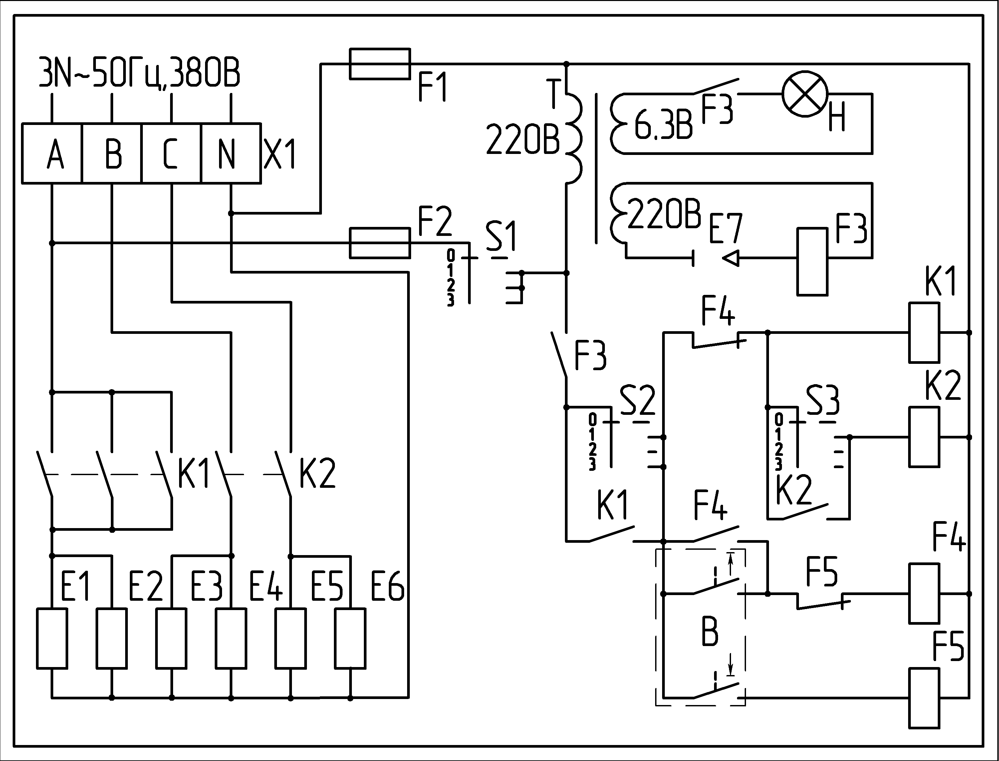 3N~50Гц,380В
F1
T
F3
H
6.3В
220В
A B C N X1
F2
S1
220В
E7
F3
0
1
2
3
K1
F4
F3
K2
S2
S3
0
1
2
3
0
1
2
3
K1
K2
K2
K1
F4
F4
F5
E1 E2 E3 E4 E5 E6
B
F5